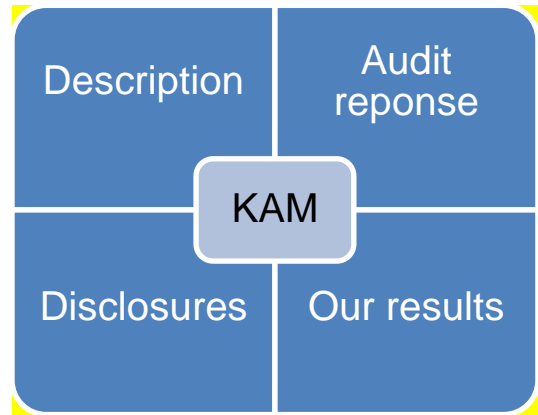 Description
Audit
reponse
KAM
Disclosures
Our results